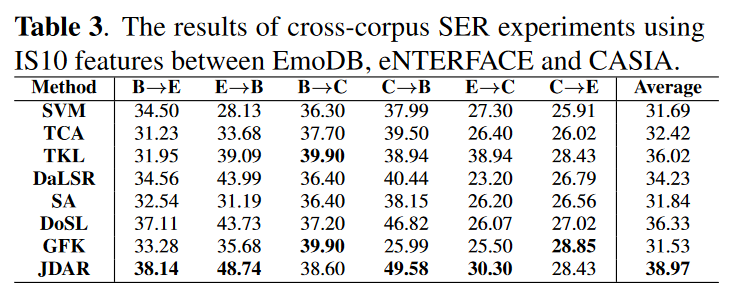 Table 3. The results of cross-corpus SER experiments using
IS10 features between EmoDB, eNTERFACE and CASIA.
Method B→E E→B B→C C→B E→C C→E Average
SVM 34.50 28.13 36.30 37.99 27.30 25.91 31.69
TCA 31.23 33.68 37.70 39.50 26.40 26.02 32.42
TKL 31.95 39.09 39.90 38.94 38.94 28.43 36.02
DaLSR 34.56 43.99 36.40 40.44 23.20 26.79 34.23
SA 32.54 31.19 36.40 38.15 26.20 26.56 31.84
DoSL 37.11 43.73 37.20 46.82 26.07 27.02 36.33
GFK 33.28 35.68 39.90 25.99 25.50 28.85 31.53
JDAR 38.14 48.74 38.60 49.58 30.30 28.43 38.97